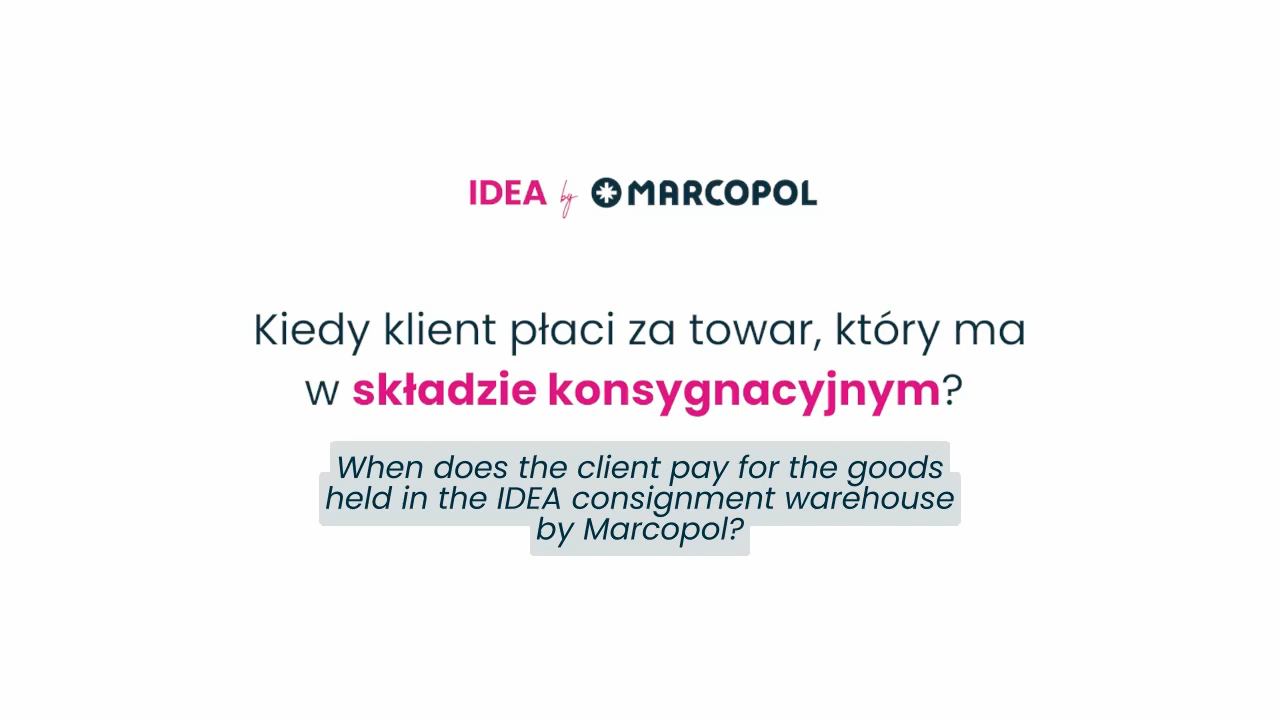 IDEA by MARCOPOL
Kiedy klient płaci za towar, który ma
w składzie konsygnacyjnym?
When does the client pay for the goods
held in the IDEA consignment warehouse
by Marcopol?